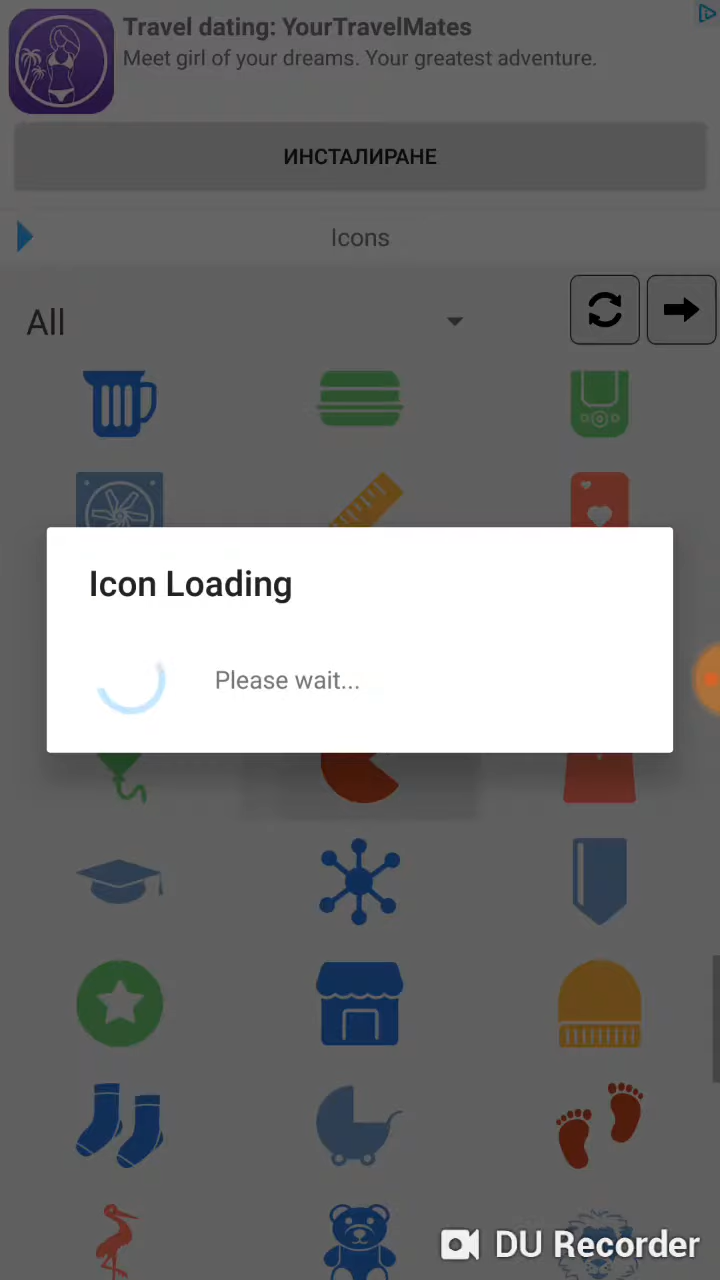 Travel dating: YourTravelMates
Meet girl of your dreams. Your greatest adventure.
ИНСТАЛИРАНЕ
Icons
All
Icon Loading
Please wait...
DU Recorder